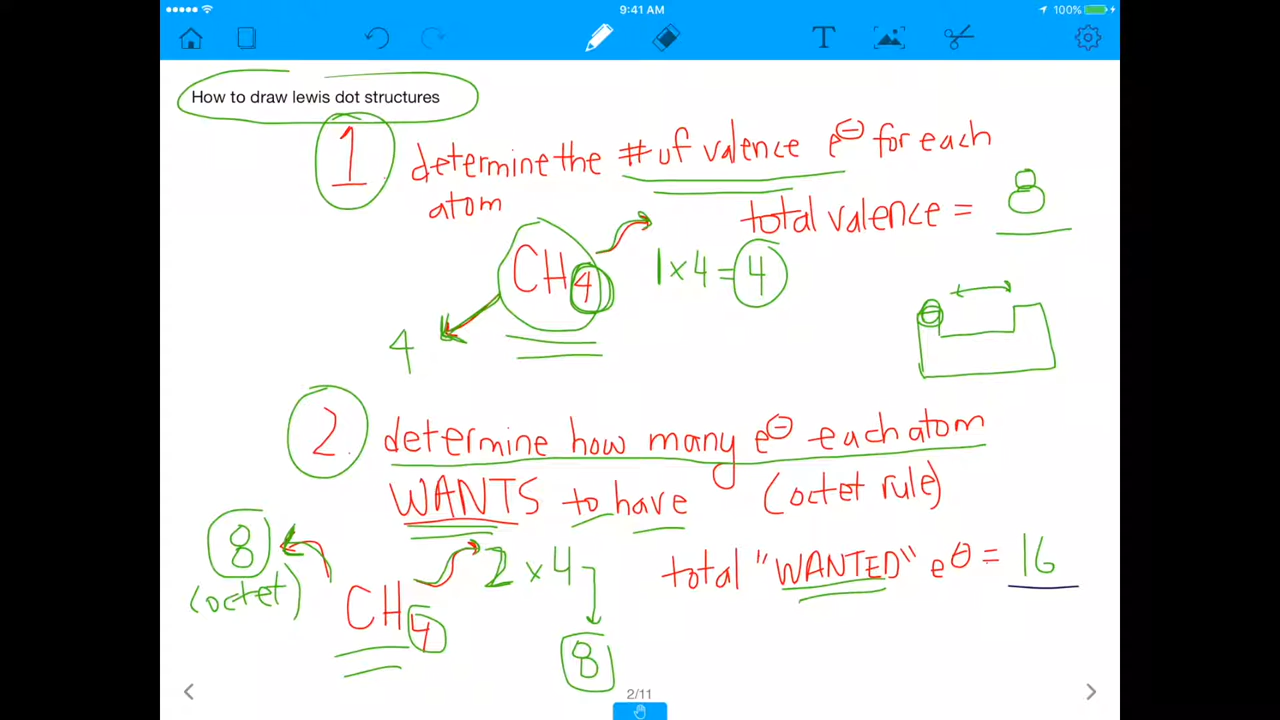 9:41 AM
100%
T
How to draw lewis dot structures
1 determine the # of valence e⊖ for each
atom
total valence = 8
CH4
1 x 4 = 4
4
2 determine how many e⊖ each atom
WANTS to have (octet rule)
8
(octet)
CH4
2 x 4
8
total "WANTED" e⊖ = 16
2/11